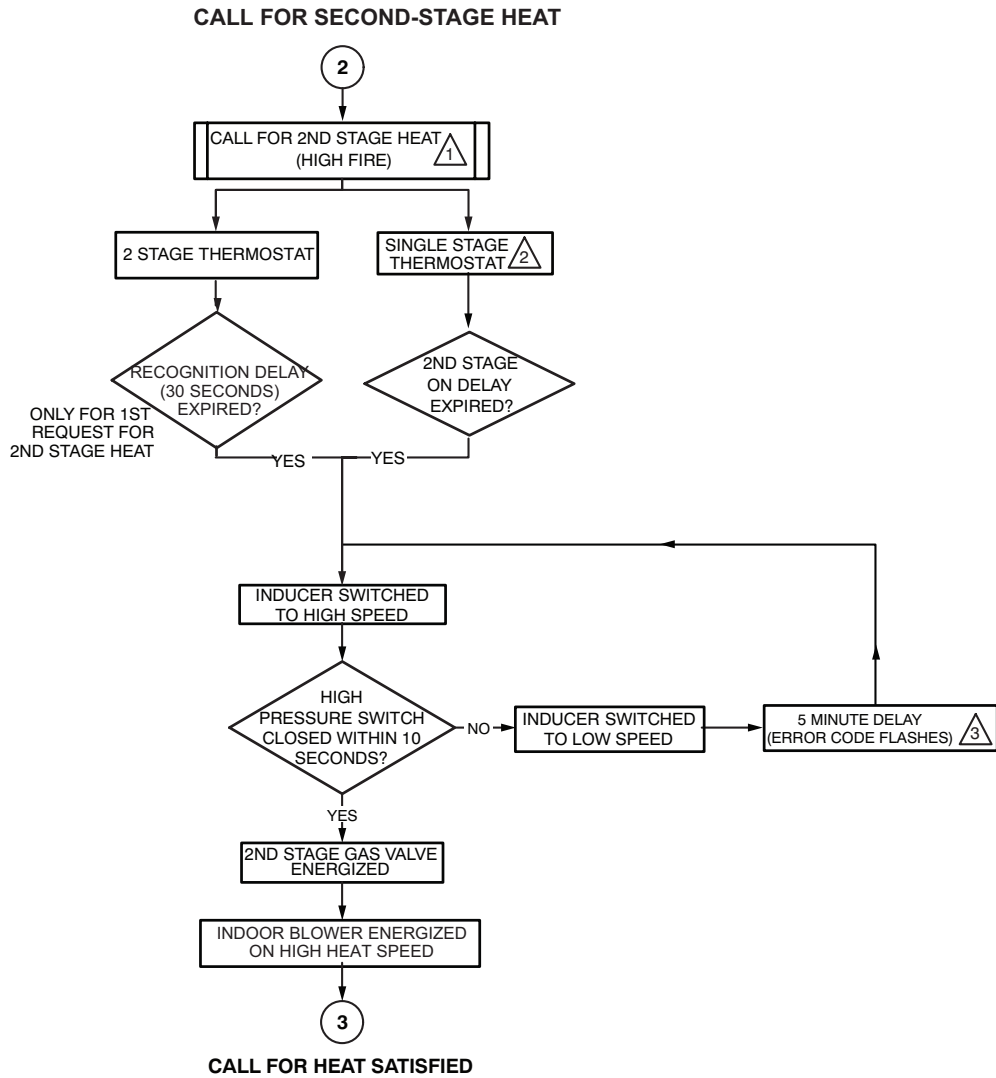 CALL FOR SECOND-STAGE HEAT
2
CALL FOR 2ND STAGE HEAT
(HIGH FIRE)
1
2 STAGE THERMOSTAT
SINGLE STAGE
THERMOSTAT
2
RECOGNITION DELAY
(30 SECONDS)
EXPIRED?
2ND STAGE
ON DELAY
EXPIRED?
ONLY FOR 1ST
REQUEST FOR
2ND STAGE HEAT
YES
YES
INDUCER SWITCHED
TO HIGH SPEED
HIGH
PRESSURE SWITCH
CLOSED WITHIN 10
SECONDS?
NO
INDUCER SWITCHED
TO LOW SPEED
5 MINUTE DELAY
(ERROR CODE FLASHES)
3
YES
2ND STAGE GAS VALVE
ENERGIZED
INDOOR BLOWER ENERGIZED
ON HIGH HEAT SPEED
3
CALL FOR HEAT SATISFIED